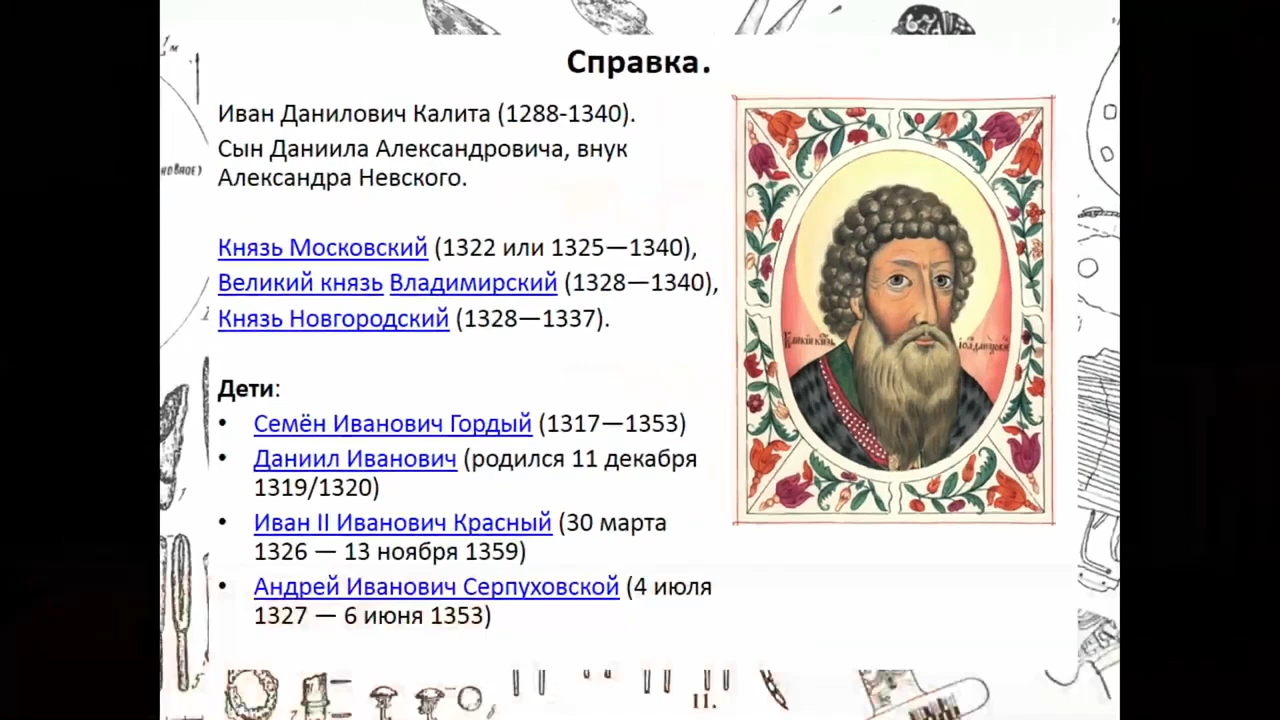 Справка.
Иван Данилович Калита (1288-1340).
Сын Даниила Александровича, внук
Александра Невского.
Князь Московский (1322 или 1325—1340),
Великий князь Владимирский (1328—1340),
Князь Новгородский (1328—1337).
Дети:
• Семён Иванович Гордый (1317—1353)
• Даниил Иванович (родился 11 декабря
1319/1320)
• Иван II Иванович Красный (30 марта
1326 — 13 ноября 1359)
• Андрей Иванович Серпуховской (4 июля
1327 — 6 июня 1353)
II.